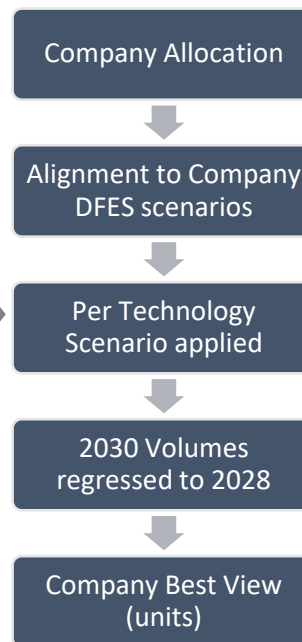 Company Allocation
Alignment to Company
DFES scenarios
Per Technology
Scenario applied
2030 Volumes
regressed to 2028
Company Best View
(units)